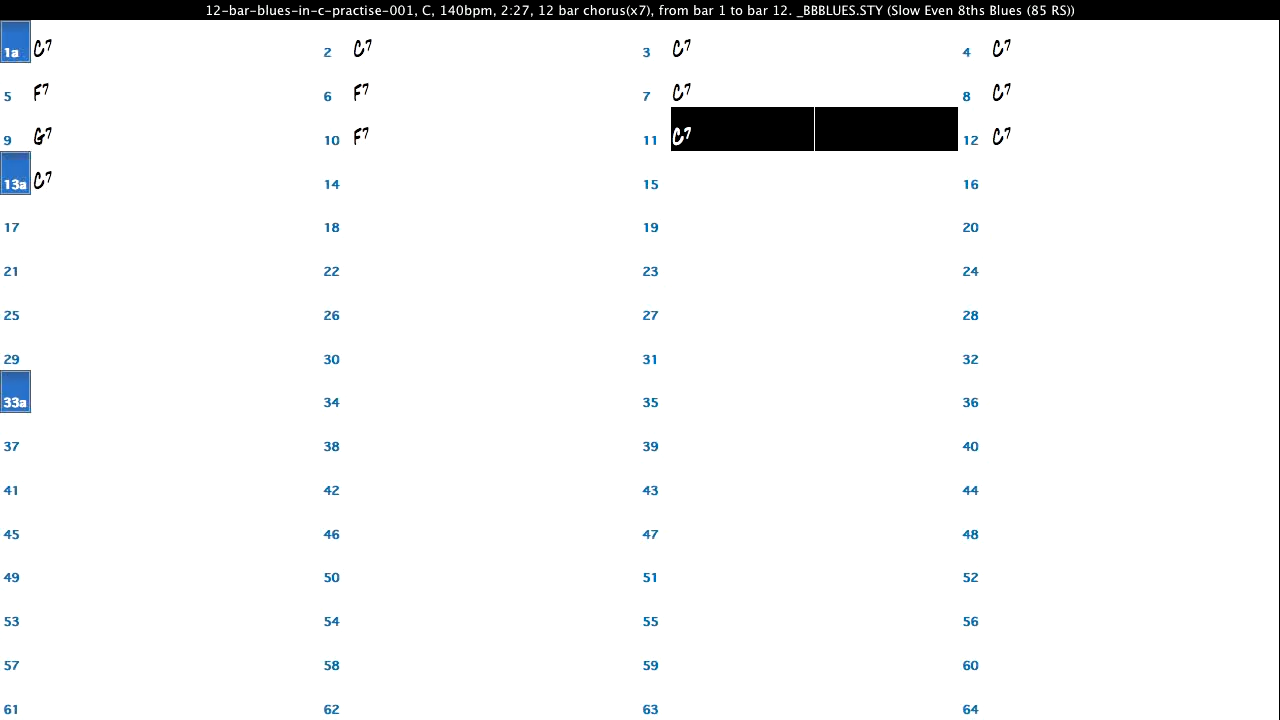 12-bar-blues-in-c-practise-001, C, 140bpm, 2:27, 12 bar chorus(x7), from bar 1 to bar 12. _BBBLUES.STY (Slow Even 8ths Blues (85 RS))
1a C7 2 C7 3 C7 4 C7
5 F7 6 F7 7 C7 8 C7
9 G7 10 F7 11 C7 12 C7
13a C7 14 15 16
17 18 19 20
21 22 23 24
25 26 27 28
29 30 31 32
33a 34 35 36
37 38 39 40
41 42 43 44
45 46 47 48
49 50 51 52
53 54 55 56
57 58 59 60
61 62 63 64